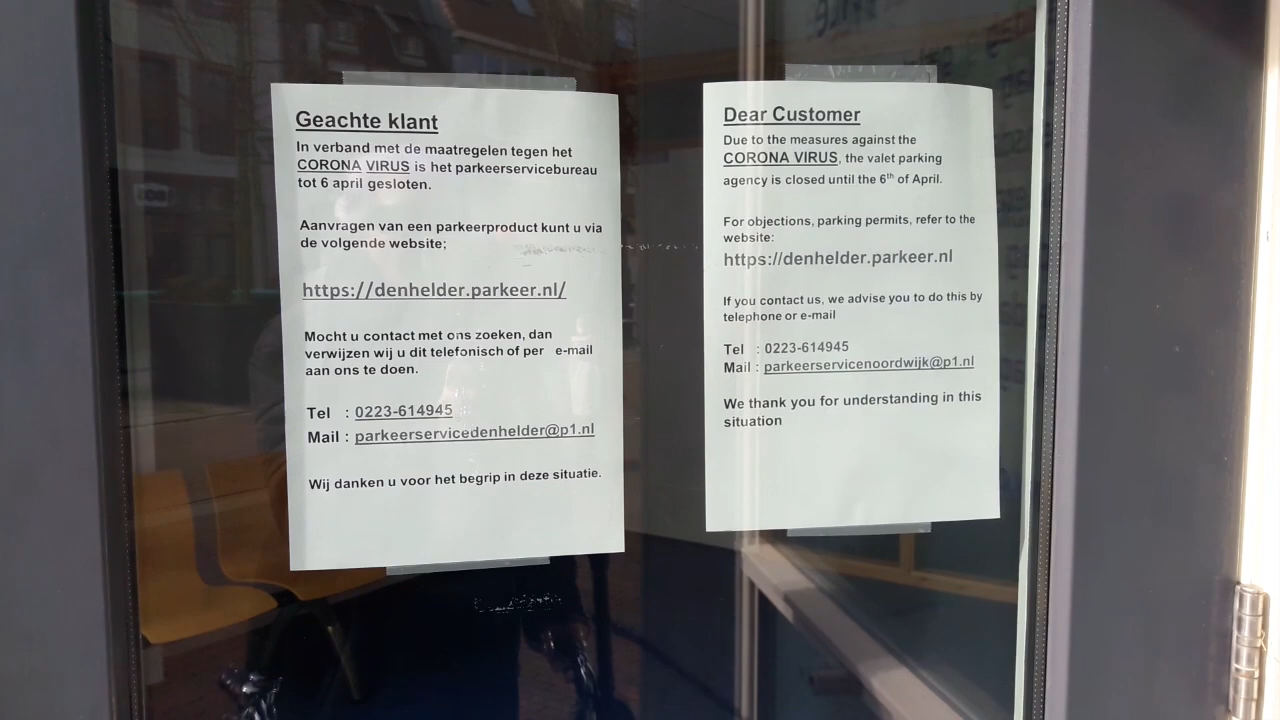 Geachte klant
In verband met de maatregelen tegen het
CORONA VIRUS is het parkeerservicebureau
tot 6 april gesloten.
Aanvragen van een parkeerproduct kunt u via
de volgende website;
https://denhelder.parkeer.nl/
Mocht u contact met ons zoeken, dan
verwijzen wij u dit telefonisch of per e-mail
aan ons te doen.
Tel : 0223-614945
Mail : parkeerservicedenhelder@p1.nl
Wij danken u voor het begrip in deze situatie.
Dear Customer
Due to the measures against the
CORONA VIRUS, the valet parking
agency is closed until the 6th of April.
For objections, parking permits, refer to the
website:
https://denhelder.parkeer.nl
If you contact us, we advise you to do this by
telephone or e-mail
Tel : 0223-614945
Mail : parkeerservicenoordwijk@p1.nl
We thank you for understanding in this
situation